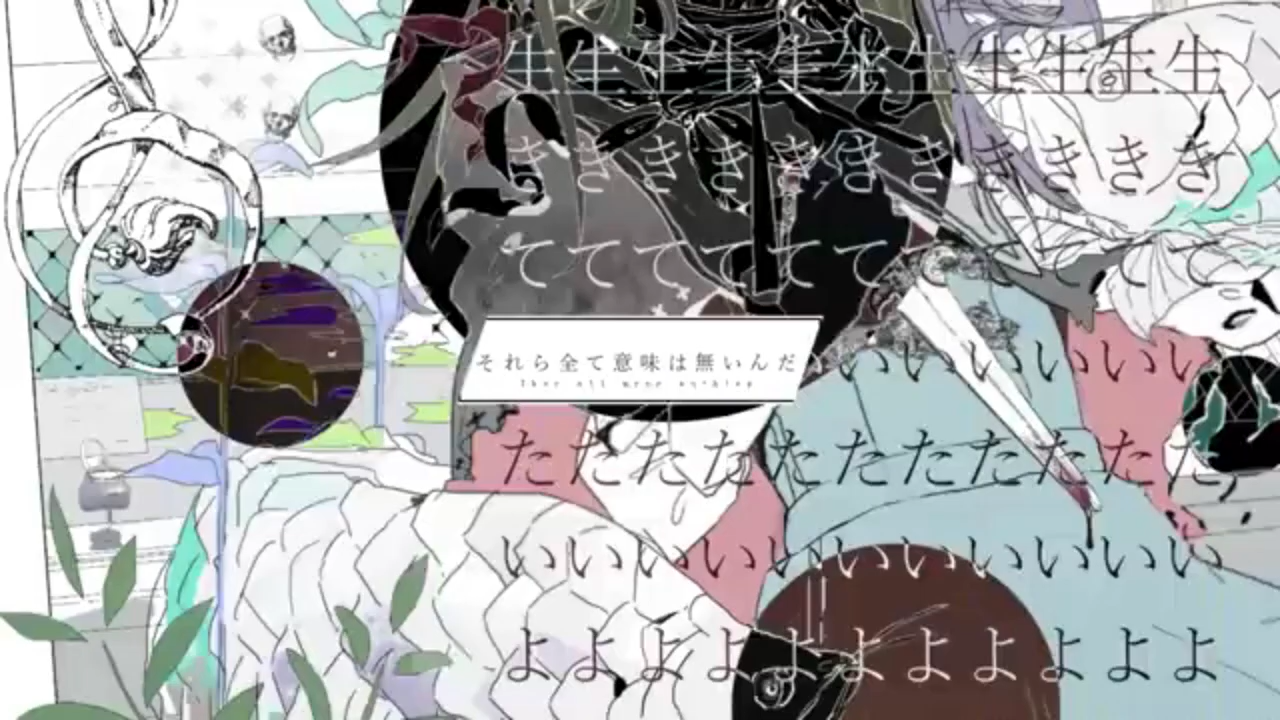 生生生生生生生生生生生
ききききききききききき
ててててててててててて
それら全て意味は無いんだ
いいいいいい
たたたたたたたたたたた
いいいいいいいいいいい
よよよよよよよよよよよ